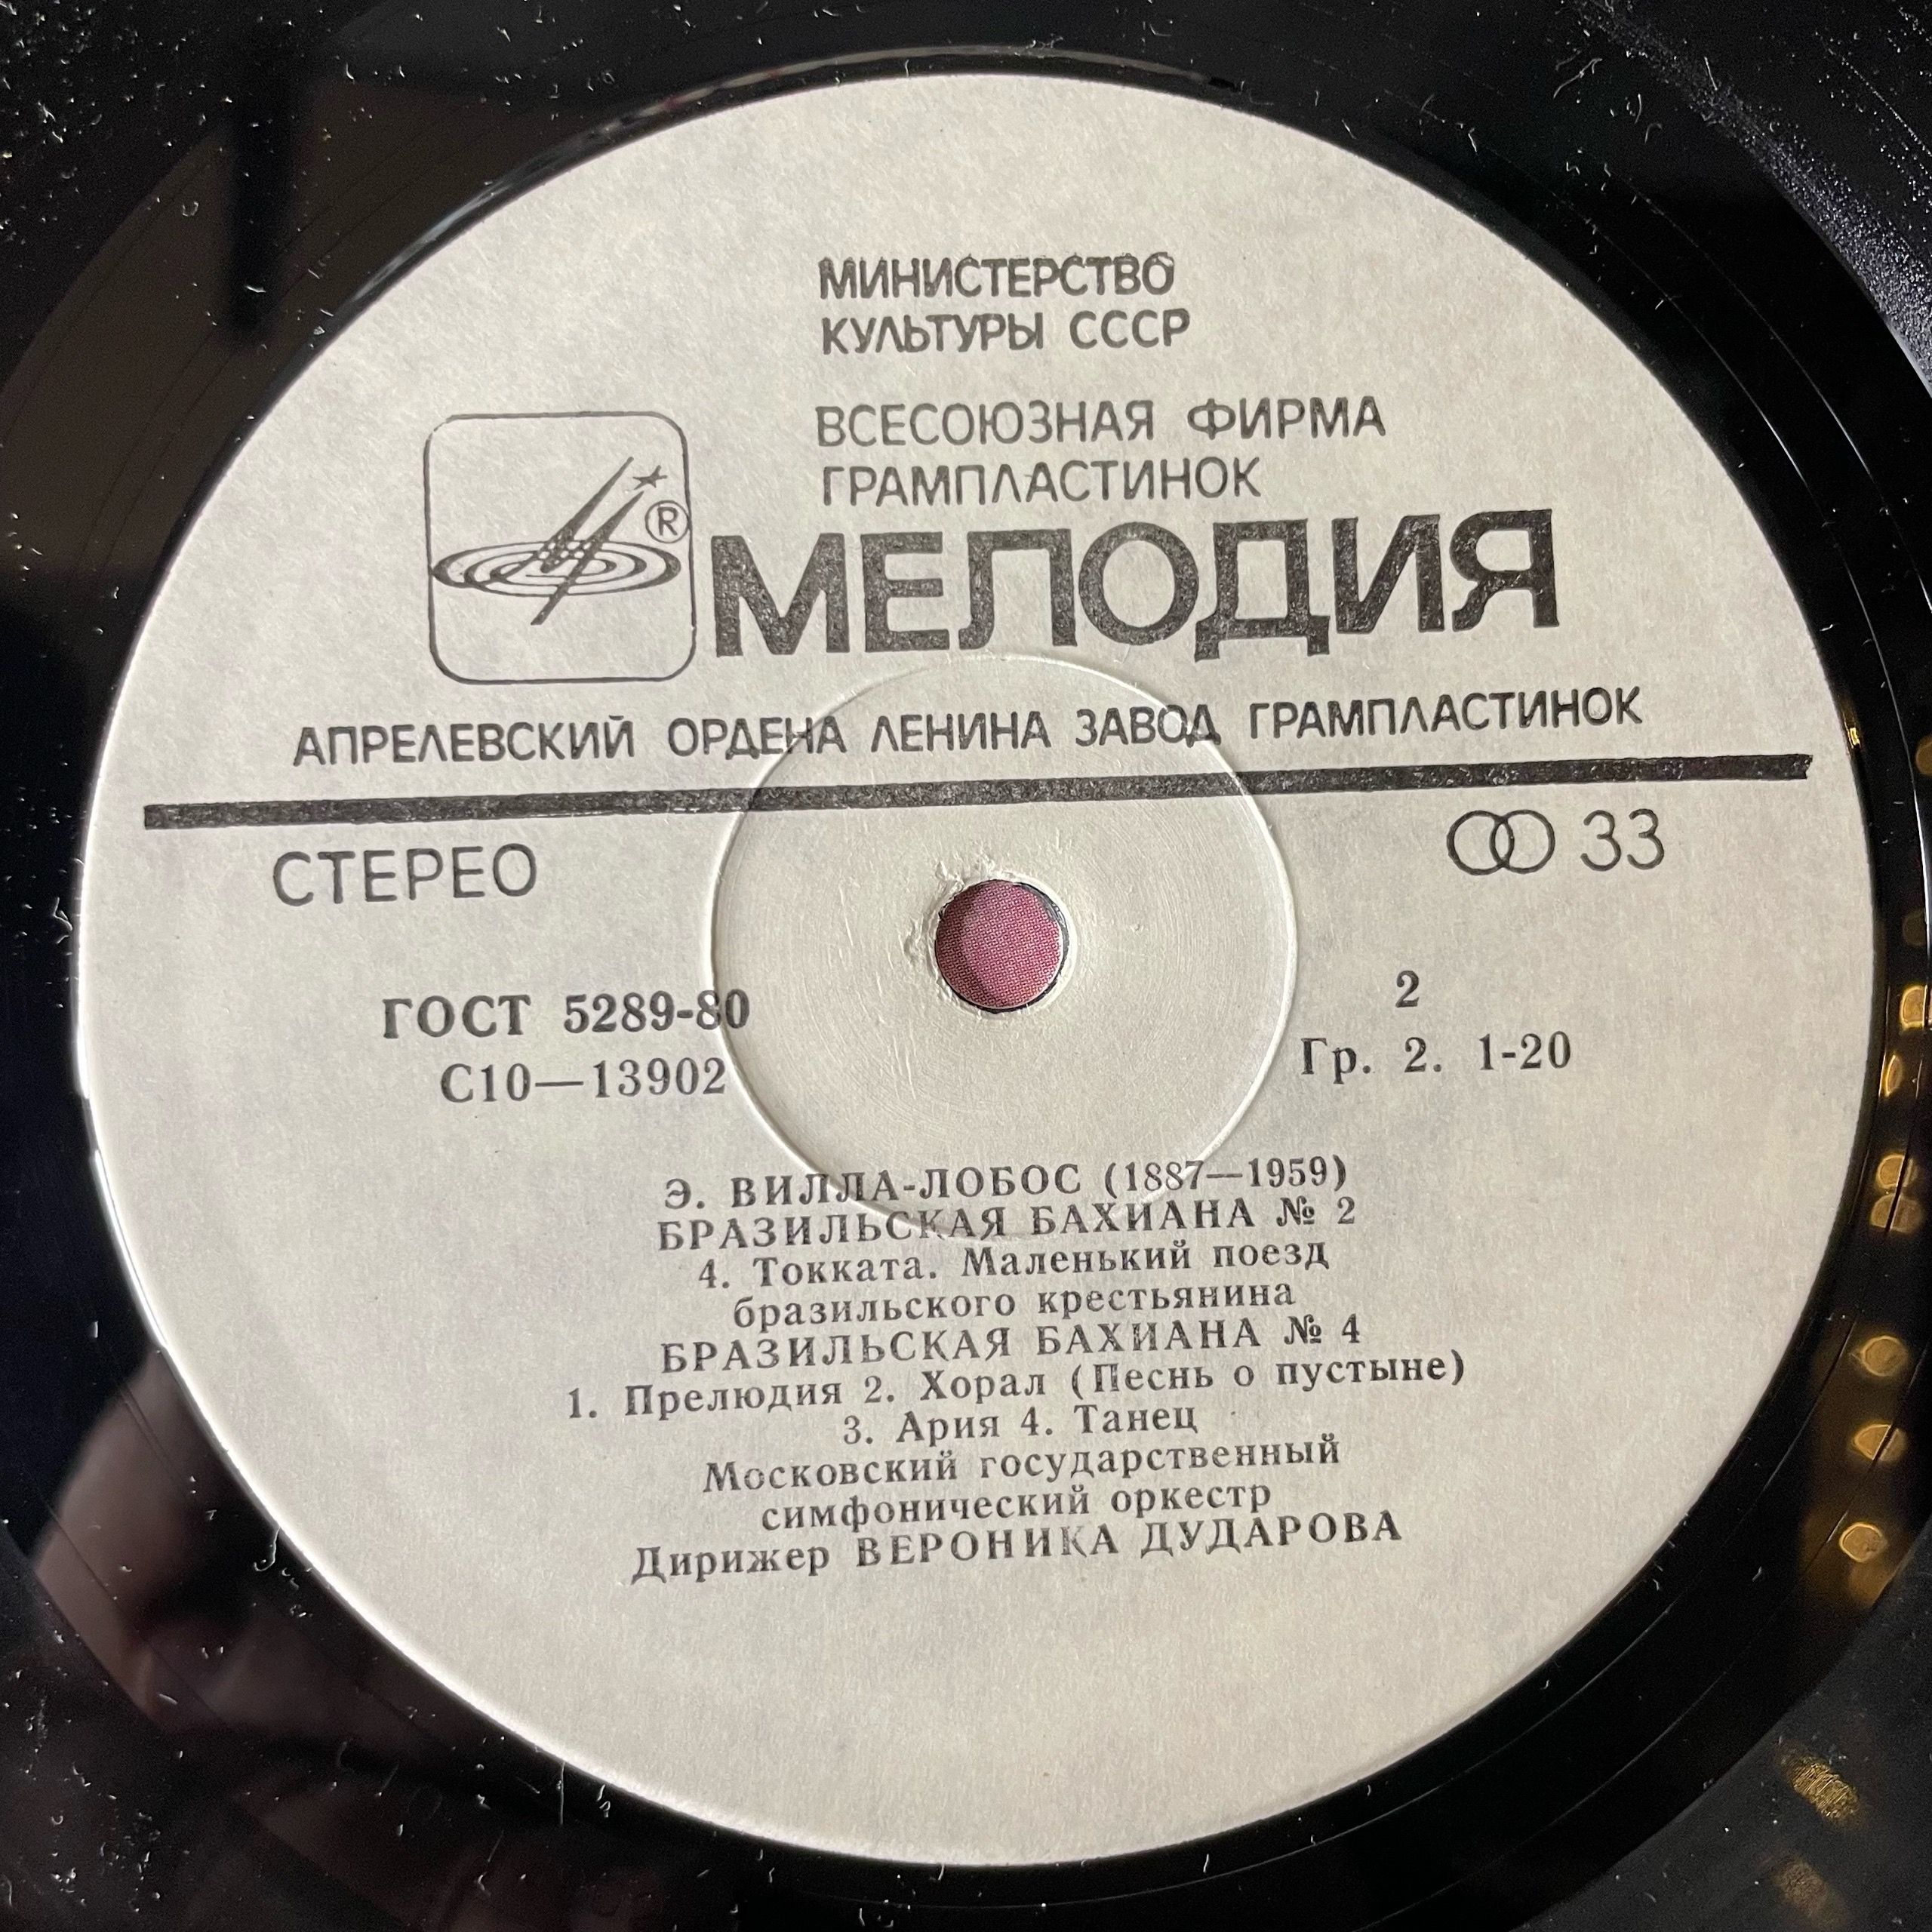 МИНИСТЕРСТВО
КУЛЬТУРЫ СССР
ВСЕСОЮЗНАЯ ФИРМА
ГРАМПЛАСТИНОК
®
МЕЛОДИЯ
АПРЕЛЕВСКИЙ ОРДЕНА ЛЕНИНА ЗАВОД ГРАМПЛАСТИНОК
СТЕРЕО
33
ГОСТ 5289-80
С10—13902
2
Гр. 2. 1-20
Э. ВИЛЛА-ЛОБОС (1887—1959)
БРАЗИЛЬСКАЯ БАХИАНА № 2
4. Токката. Маленький поезд
бразильского крестьянина
БРАЗИЛЬСКАЯ БАХИАНА № 4
1. Прелюдия 2. Хорал (Песнь о пустыне)
3. Ария 4. Танец
Московский государственный
симфонический оркестр
Дирижер ВЕРОНИКА ДУДАРОВА